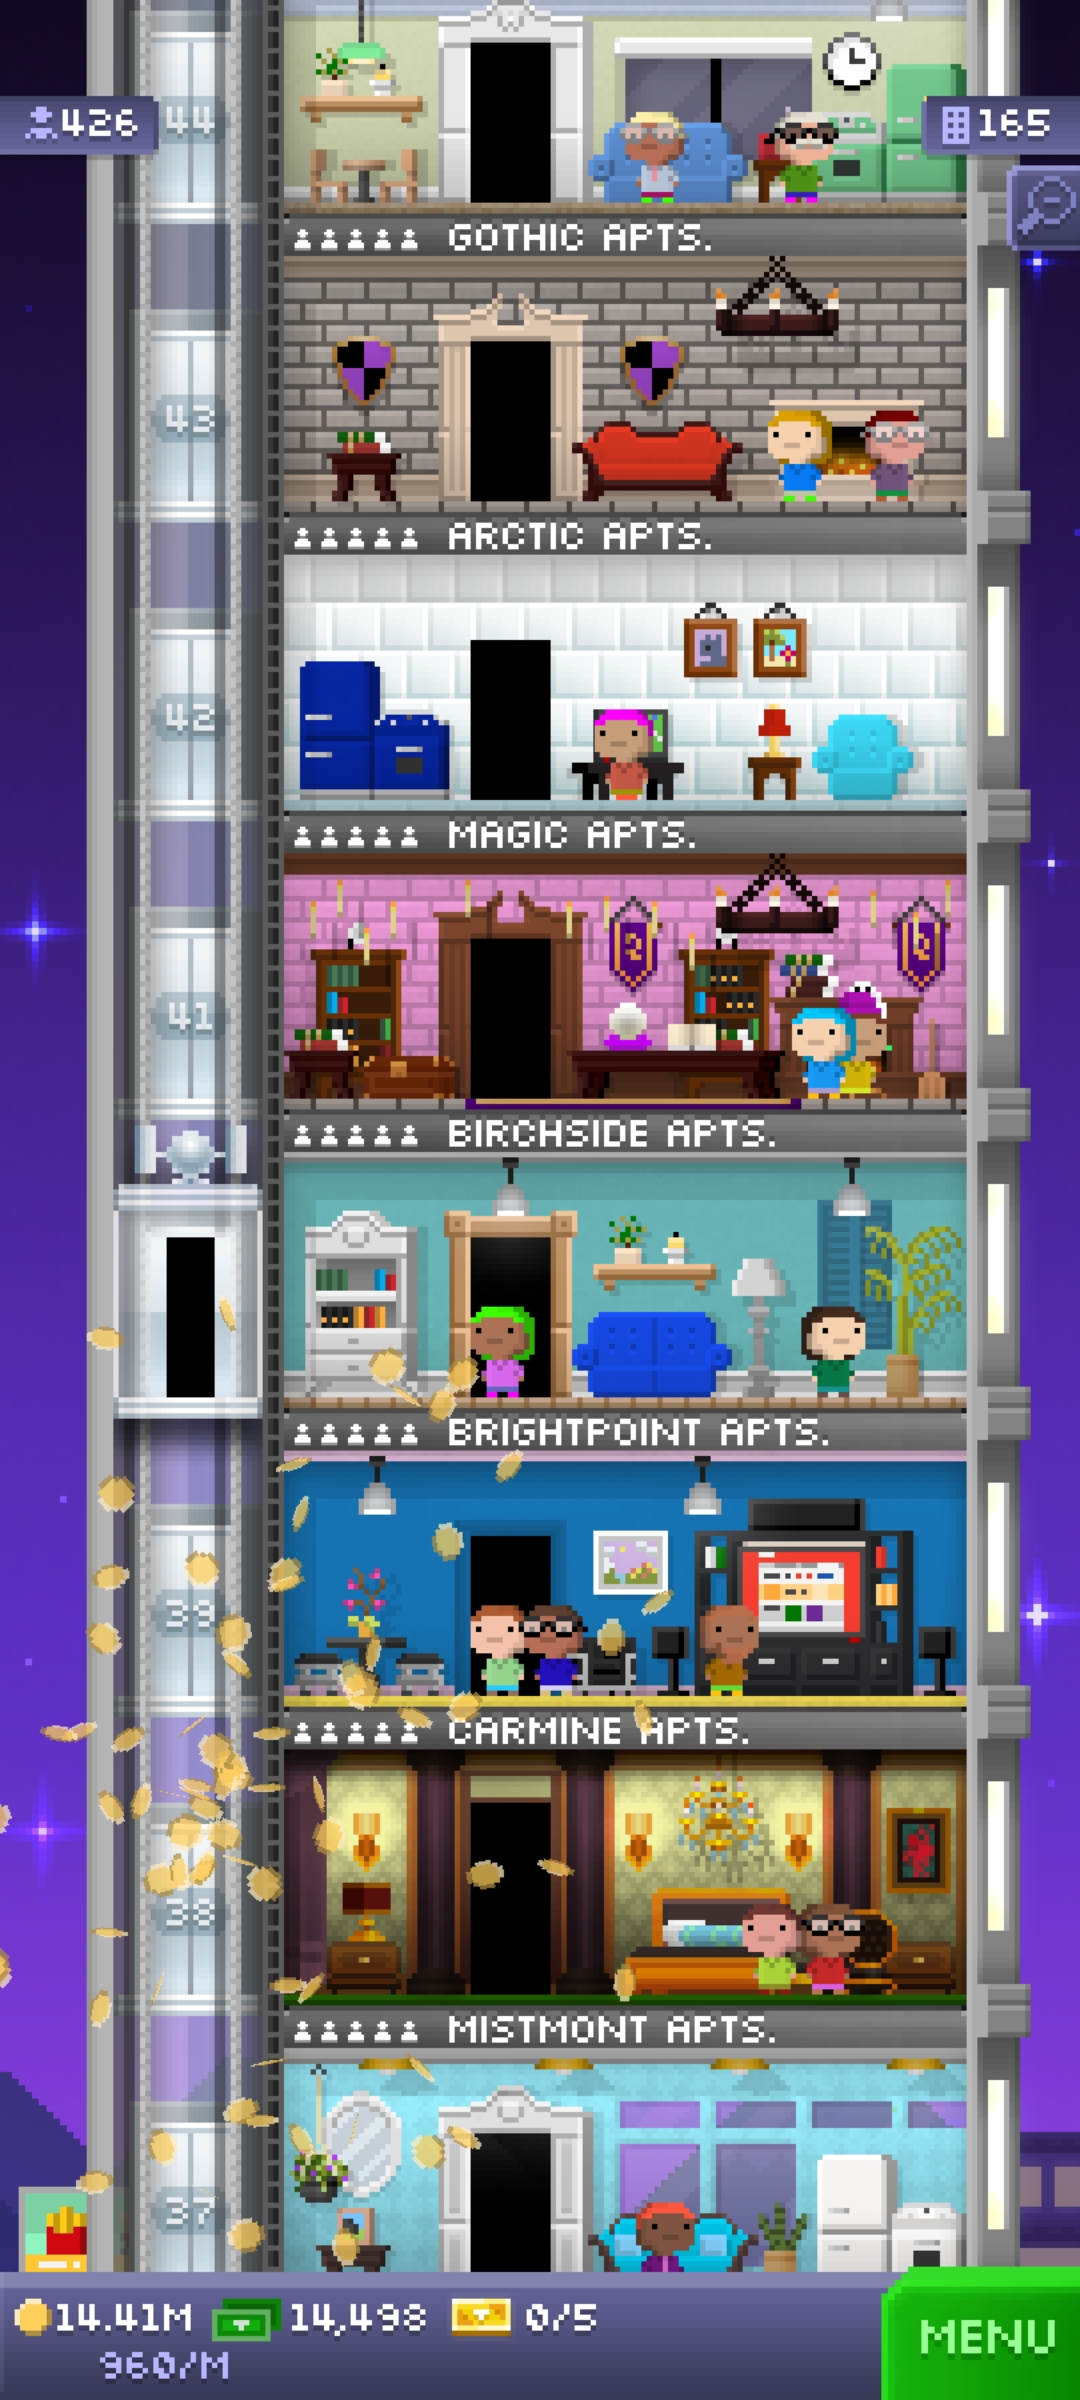 426
44
165
GOTHIC APTS.
43
ARCTIC APTS.
42
MAGIC APTS.
41
BIRCHSIDE APTS.
BRIGHTPOINT APTS.
39
CARMINE APTS.
38
MISTMONT APTS.
37
14.41M 14,498 0/5
960/M
MENU